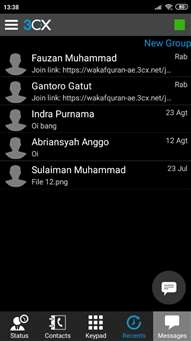 13:38
3CX
New Group
Fauzan Muhammad Rab
Join link: https://wakafquran-ae.3cx.net/j...
Gantoro Gatut Rab
Join link: https://wakafquran-ae.3cx.net/j...
Indra Purnama 23 Agt
Oi bang
Abriansyah Anggo 12 Agt
Oi
Sulaiman Muhammad 23 Jul
File 12.png
Status Contacts Keypad Recents Messages